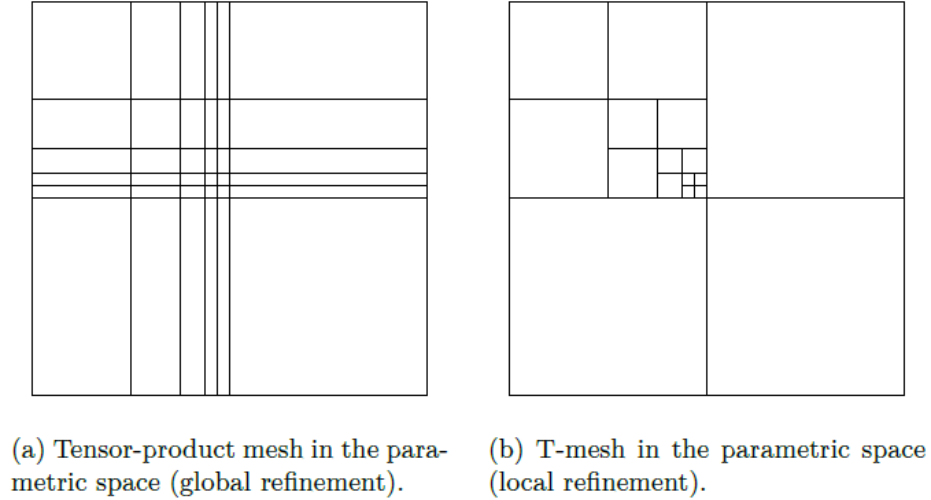 (a) Tensor-product mesh in the para-
metric space (global refinement).
(b) T-mesh in the parametric space
(local refinement).